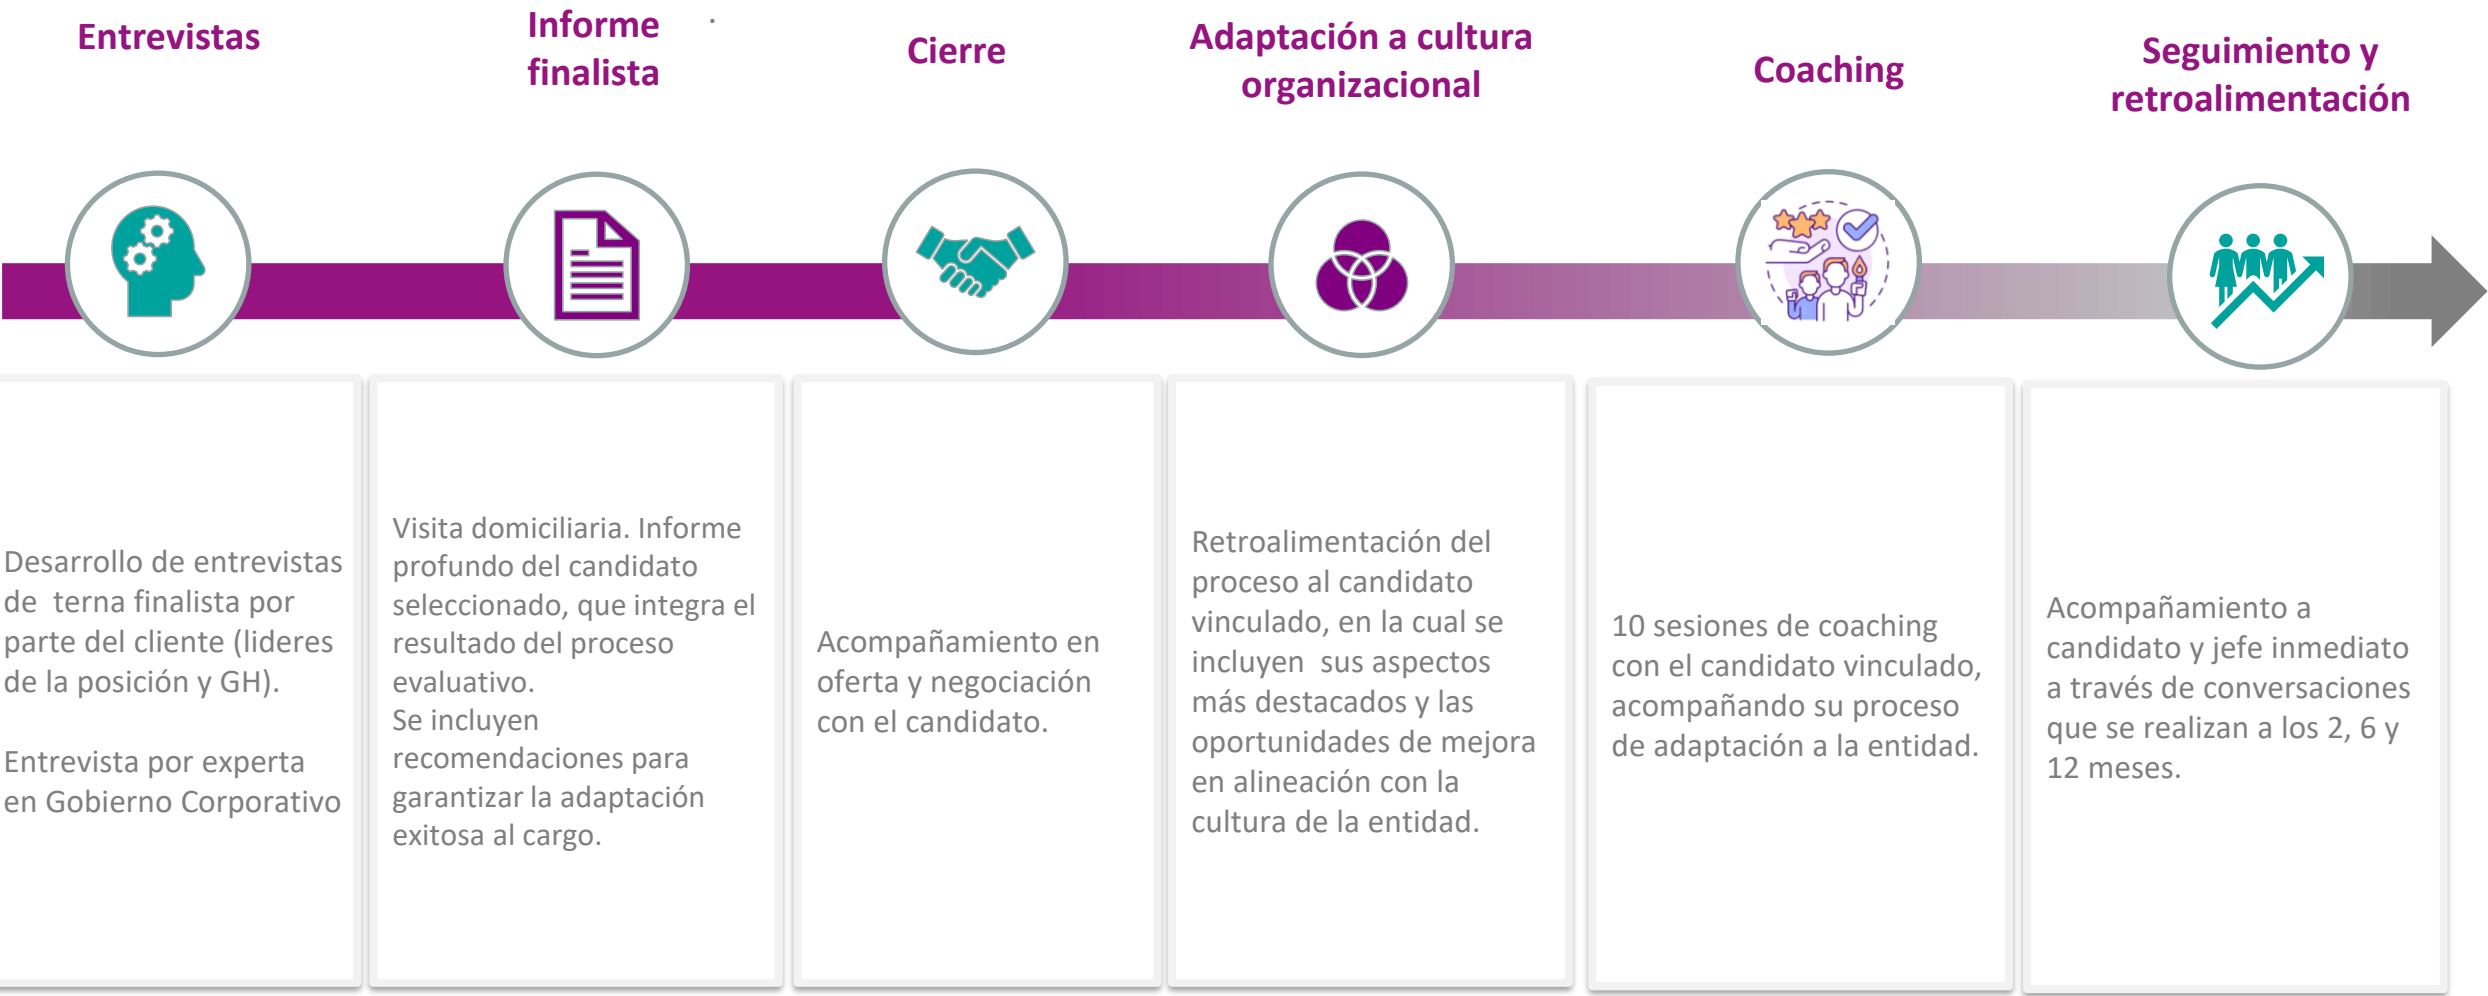 Entrevistas
Informe
finalista
.
Cierre
Adaptación a cultura
organizacional
Coaching
Seguimiento y
retroalimentación
Desarrollo de entrevistas
de  terna finalista por
parte del cliente (lideres
de la posición y GH).
Entrevista por experta
en Gobierno Corporativo
Visita domiciliaria. Informe
profundo del candidato
seleccionado, que integra el
resultado del proceso
evaluativo.
Se incluyen
recomendaciones para
garantizar la adaptación
exitosa al cargo.
Acompañamiento en
oferta y negociación
con el candidato.
Retroalimentación del
proceso al candidato
vinculado, en la cual se
incluyen  sus aspectos
más destacados y las
oportunidades de mejora
en alineación con la
cultura de la entidad.
10 sesiones de coaching
con el candidato vinculado,
acompañando su proceso
de adaptación a la entidad.
Acompañamiento a
candidato y jefe inmediato
a través de conversaciones
que se realizan a los 2, 6 y
12 meses.